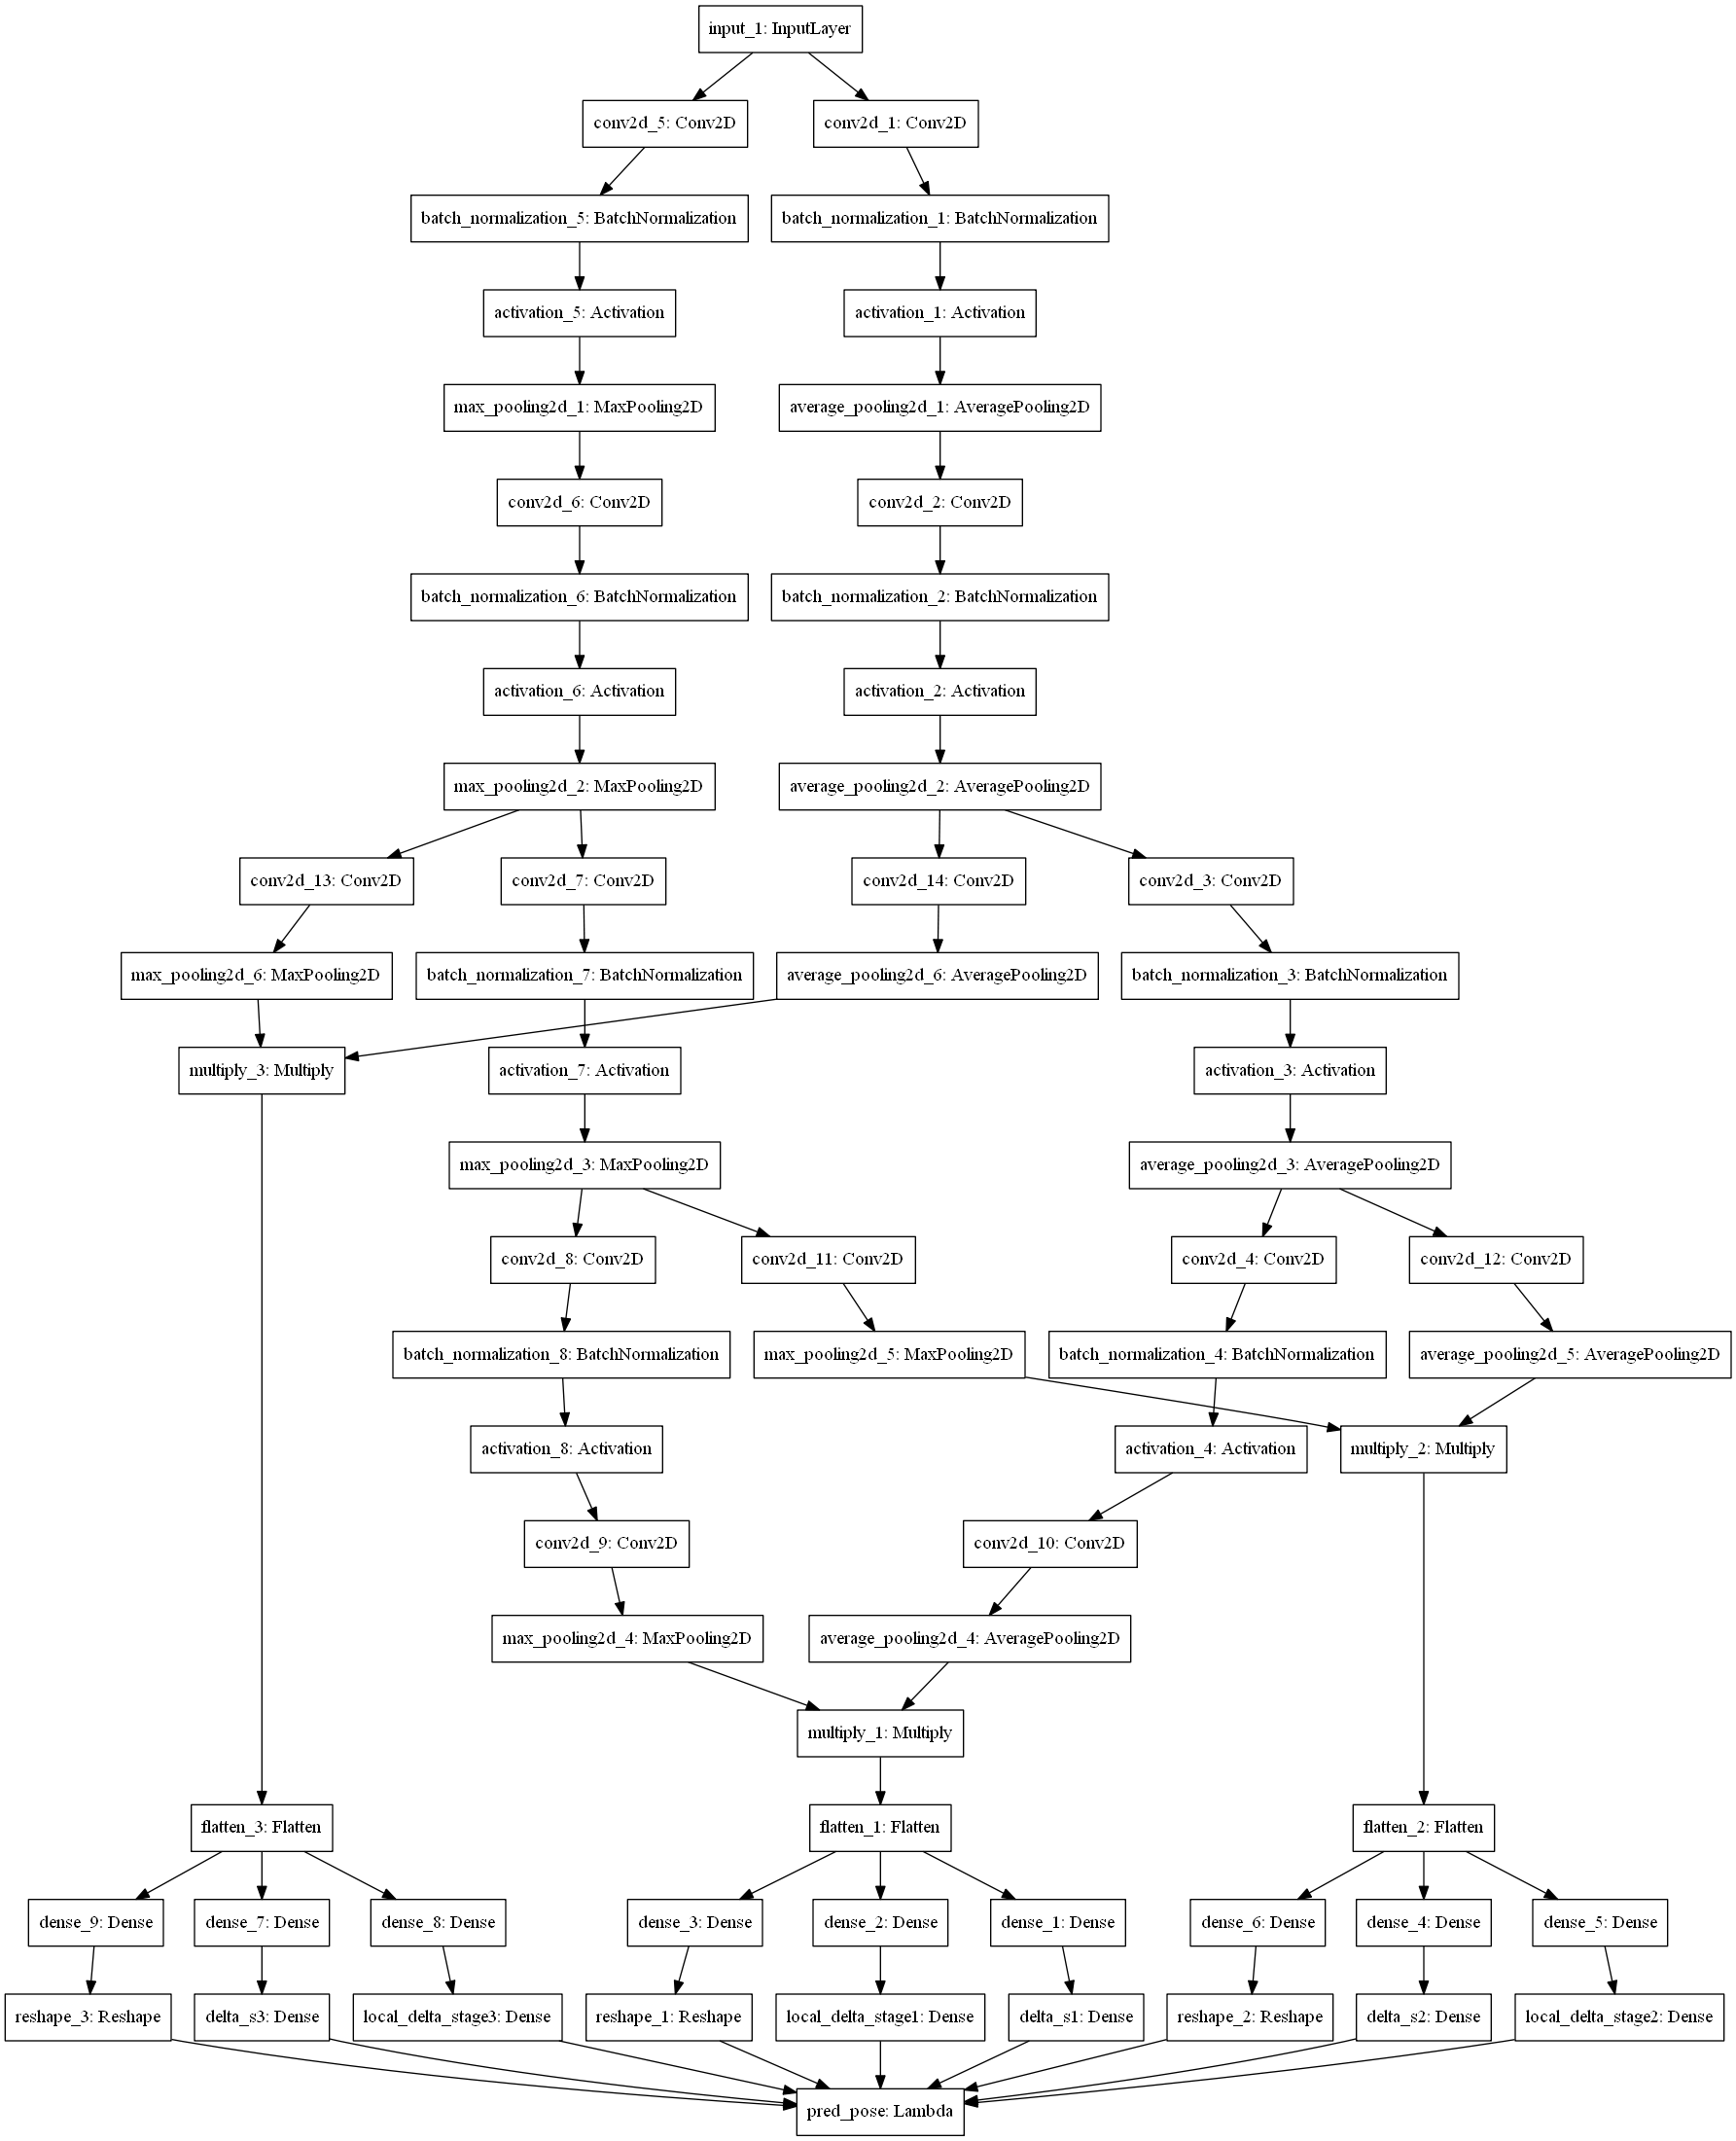 input_1: InputLayer
conv2d_5: Conv2D
conv2d_1: Conv2D
batch_normalization_5: BatchNormalization
batch_normalization_1: BatchNormalization
activation_5: Activation
activation_1: Activation
max_pooling2d_1: MaxPooling2D
average_pooling2d_1: AveragePooling2D
conv2d_6: Conv2D
conv2d_2: Conv2D
batch_normalization_6: BatchNormalization
batch_normalization_2: BatchNormalization
activation_6: Activation
activation_2: Activation
max_pooling2d_2: MaxPooling2D
average_pooling2d_2: AveragePooling2D
conv2d_13: Conv2D
conv2d_7: Conv2D
conv2d_14: Conv2D
conv2d_3: Conv2D
max_pooling2d_6: MaxPooling2D
batch_normalization_7: BatchNormalization
average_pooling2d_6: AveragePooling2D
batch_normalization_3: BatchNormalization
multiply_3: Multiply
activation_7: Activation
activation_3: Activation
max_pooling2d_3: MaxPooling2D
average_pooling2d_3: AveragePooling2D
conv2d_8: Conv2D
conv2d_11: Conv2D
conv2d_4: Conv2D
conv2d_12: Conv2D
batch_normalization_8: BatchNormalization
max_pooling2d_5: MaxPooling2D
batch_normalization_4: BatchNormalization
average_pooling2d_5: AveragePooling2D
activation_8: Activation
activation_4: Activation
multiply_2: Multiply
conv2d_9: Conv2D
conv2d_10: Conv2D
max_pooling2d_4: MaxPooling2D
average_pooling2d_4: AveragePooling2D
multiply_1: Multiply
flatten_3: Flatten
flatten_1: Flatten
flatten_2: Flatten
dense_9: Dense
dense_7: Dense
dense_8: Dense
dense_3: Dense
dense_2: Dense
dense_1: Dense
dense_6: Dense
dense_4: Dense
dense_5: Dense
reshape_3: Reshape
delta_s3: Dense
local_delta_stage3: Dense
reshape_1: Reshape
local_delta_stage1: Dense
delta_s1: Dense
reshape_2: Reshape
delta_s2: Dense
local_delta_stage2: Dense
pred_pose: Lambda